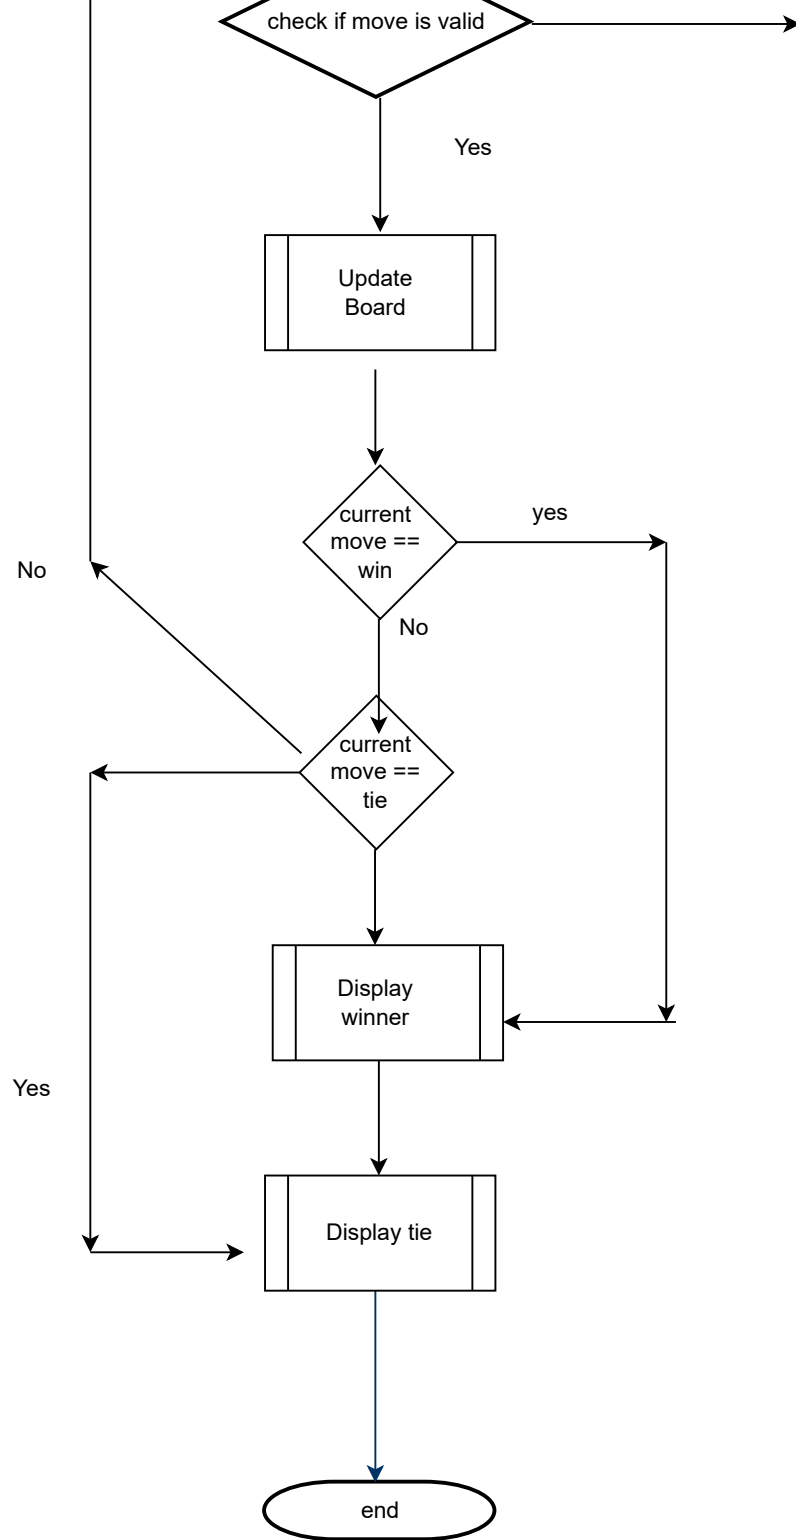 check if move is valid
Yes
Update
Board
current
move ==
win
yes
No
No
current
move ==
tie
Display
winner
Yes
Display tie
end